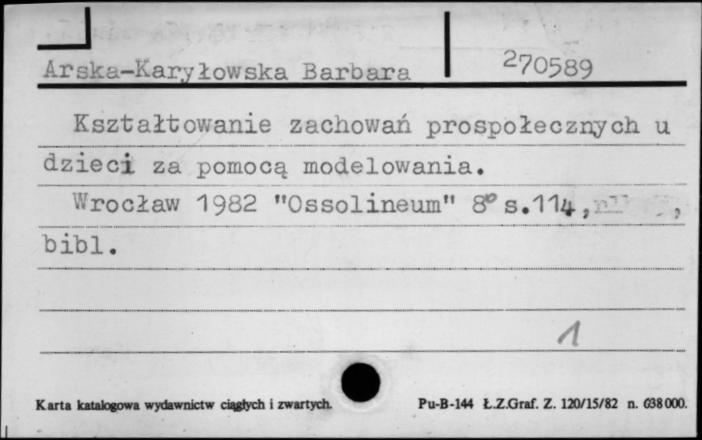 Arska-Karyłowska Barbara 270589
Kształtowanie zachowań prospołecznych u
dzieci za pomocą modelowania.
Wrocław 1982 "Ossolineum" 8° s.114, ,
bibl.
1
Karta katalogowa wydawnictw ciągłych i zwartych. Pu-B-144 Ł.Z.Graf. Z. 120/15/82 n. 638000.